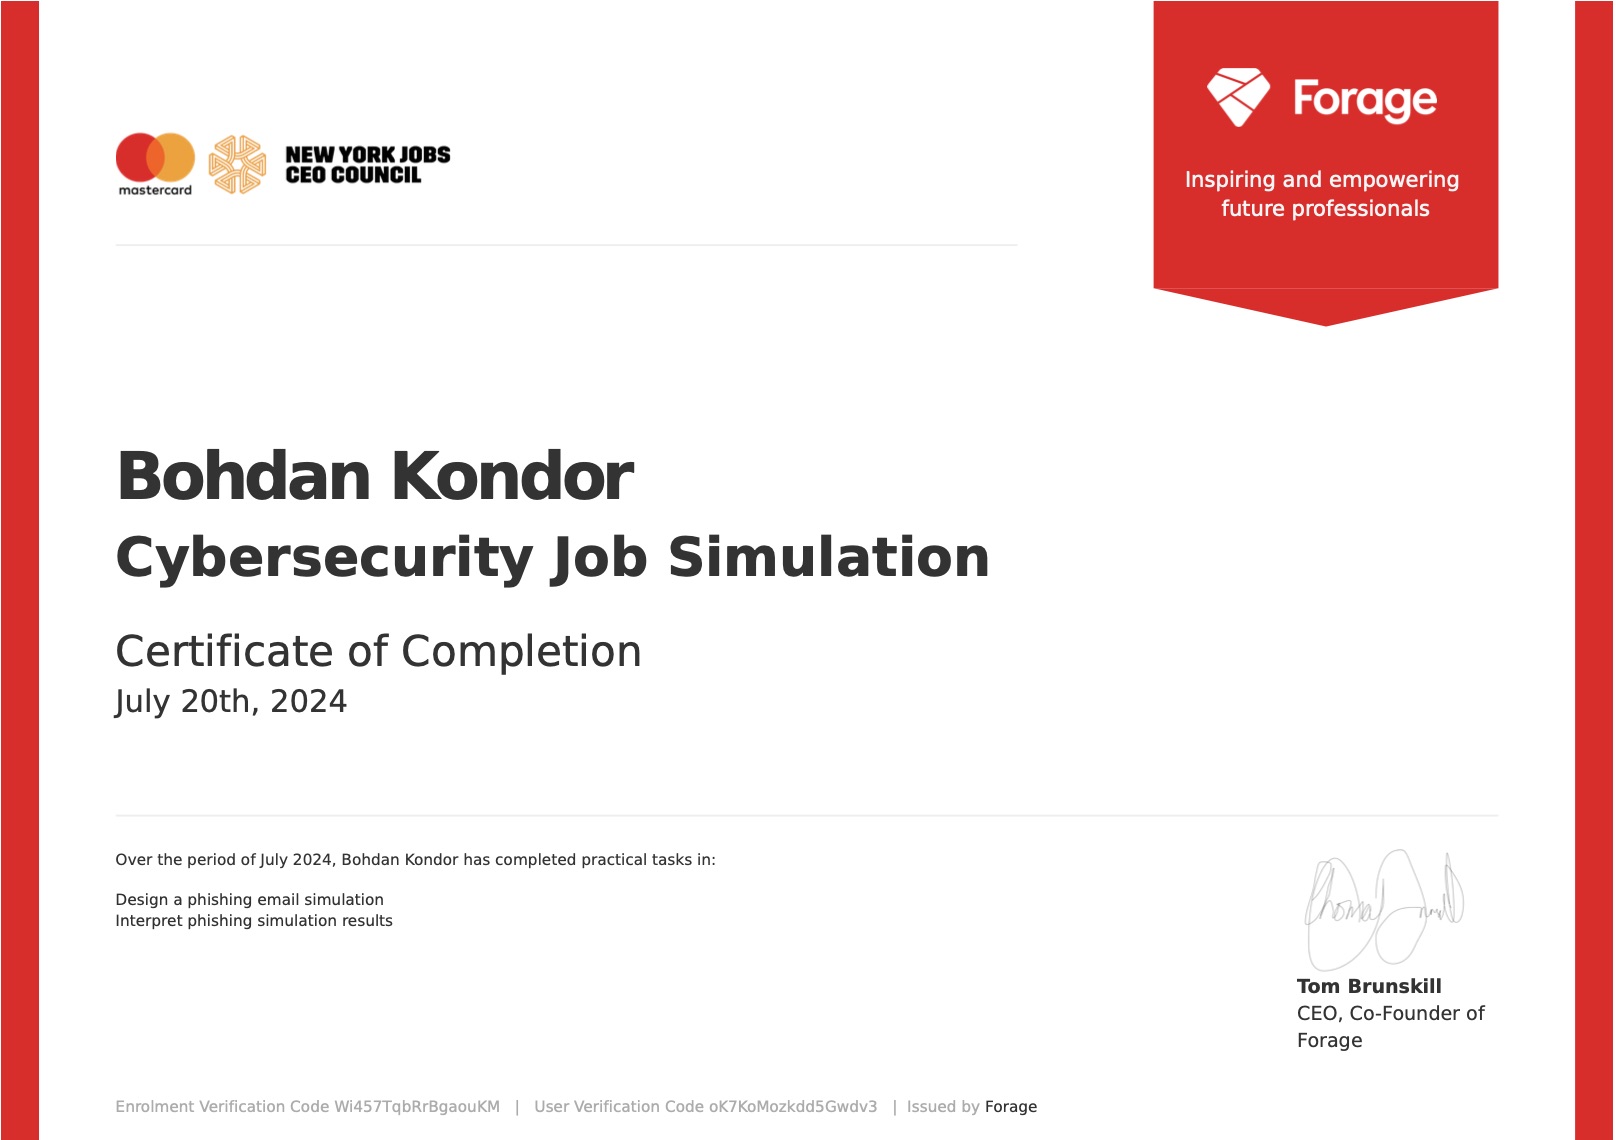 mastercard
NEW YORK JOBS
CEO COUNCIL
Forage
Inspiring and empowering
future professionals
Bohdan Kondor
Cybersecurity Job Simulation
Certificate of Completion
July 20th, 2024
Over the period of July 2024, Bohdan Kondor has completed practical tasks in:
Design a phishing email simulation
Interpret phishing simulation results
Tom Brunskill
CEO, Co-Founder of
Forage
Enrolment Verification Code Wi457TqbRrBgaouKM | User Verification Code oK7KoMozkdd5Gwdv3 | Issued by Forage